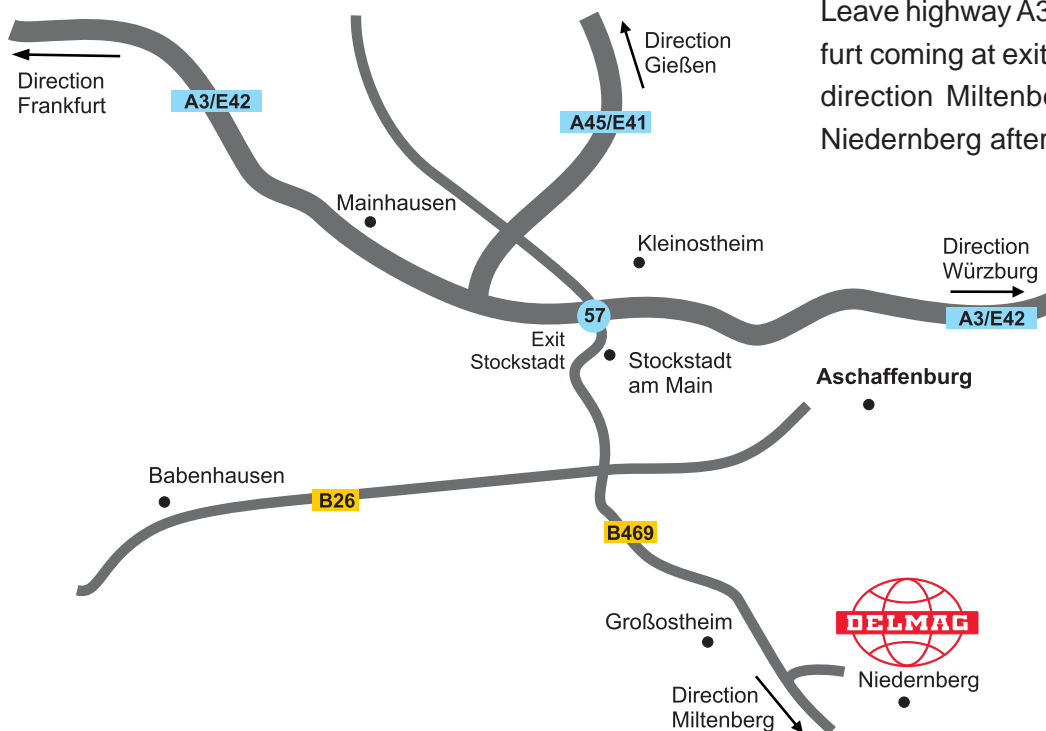 Leave highway A3
furt coming at exit
direction Miltenbe
Niedernberg after
Direction
Gießen
Direction
Frankfurt
A3/E42
A45/E41
Mainhausen
Kleinostheim
Direction
Würzburg
A3/E42
57
Exit
Stockstadt
Stockstadt
am Main
Aschaffenburg
Babenhausen
B26
B469
DELMAG
Großostheim
Niedernberg
Direction
Miltenberg